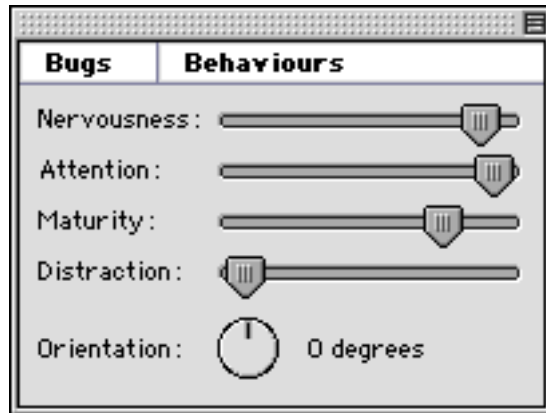 Bugs Behaviours
Nervousness:
Attention:
Maturity:
Distraction:
Orientation: 0 degrees